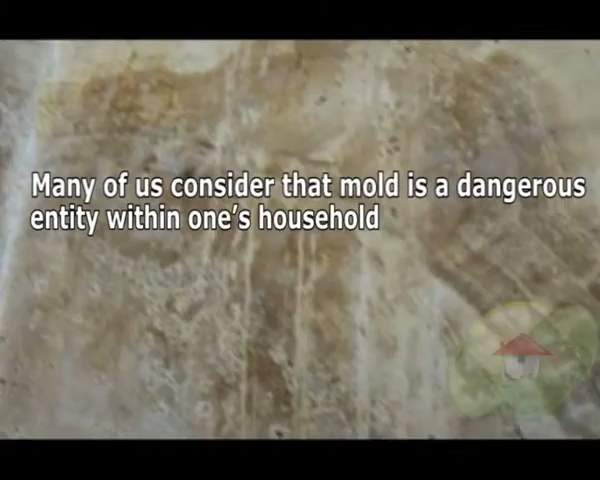 Many of us consider that mold is a dangerous
entity within one's household